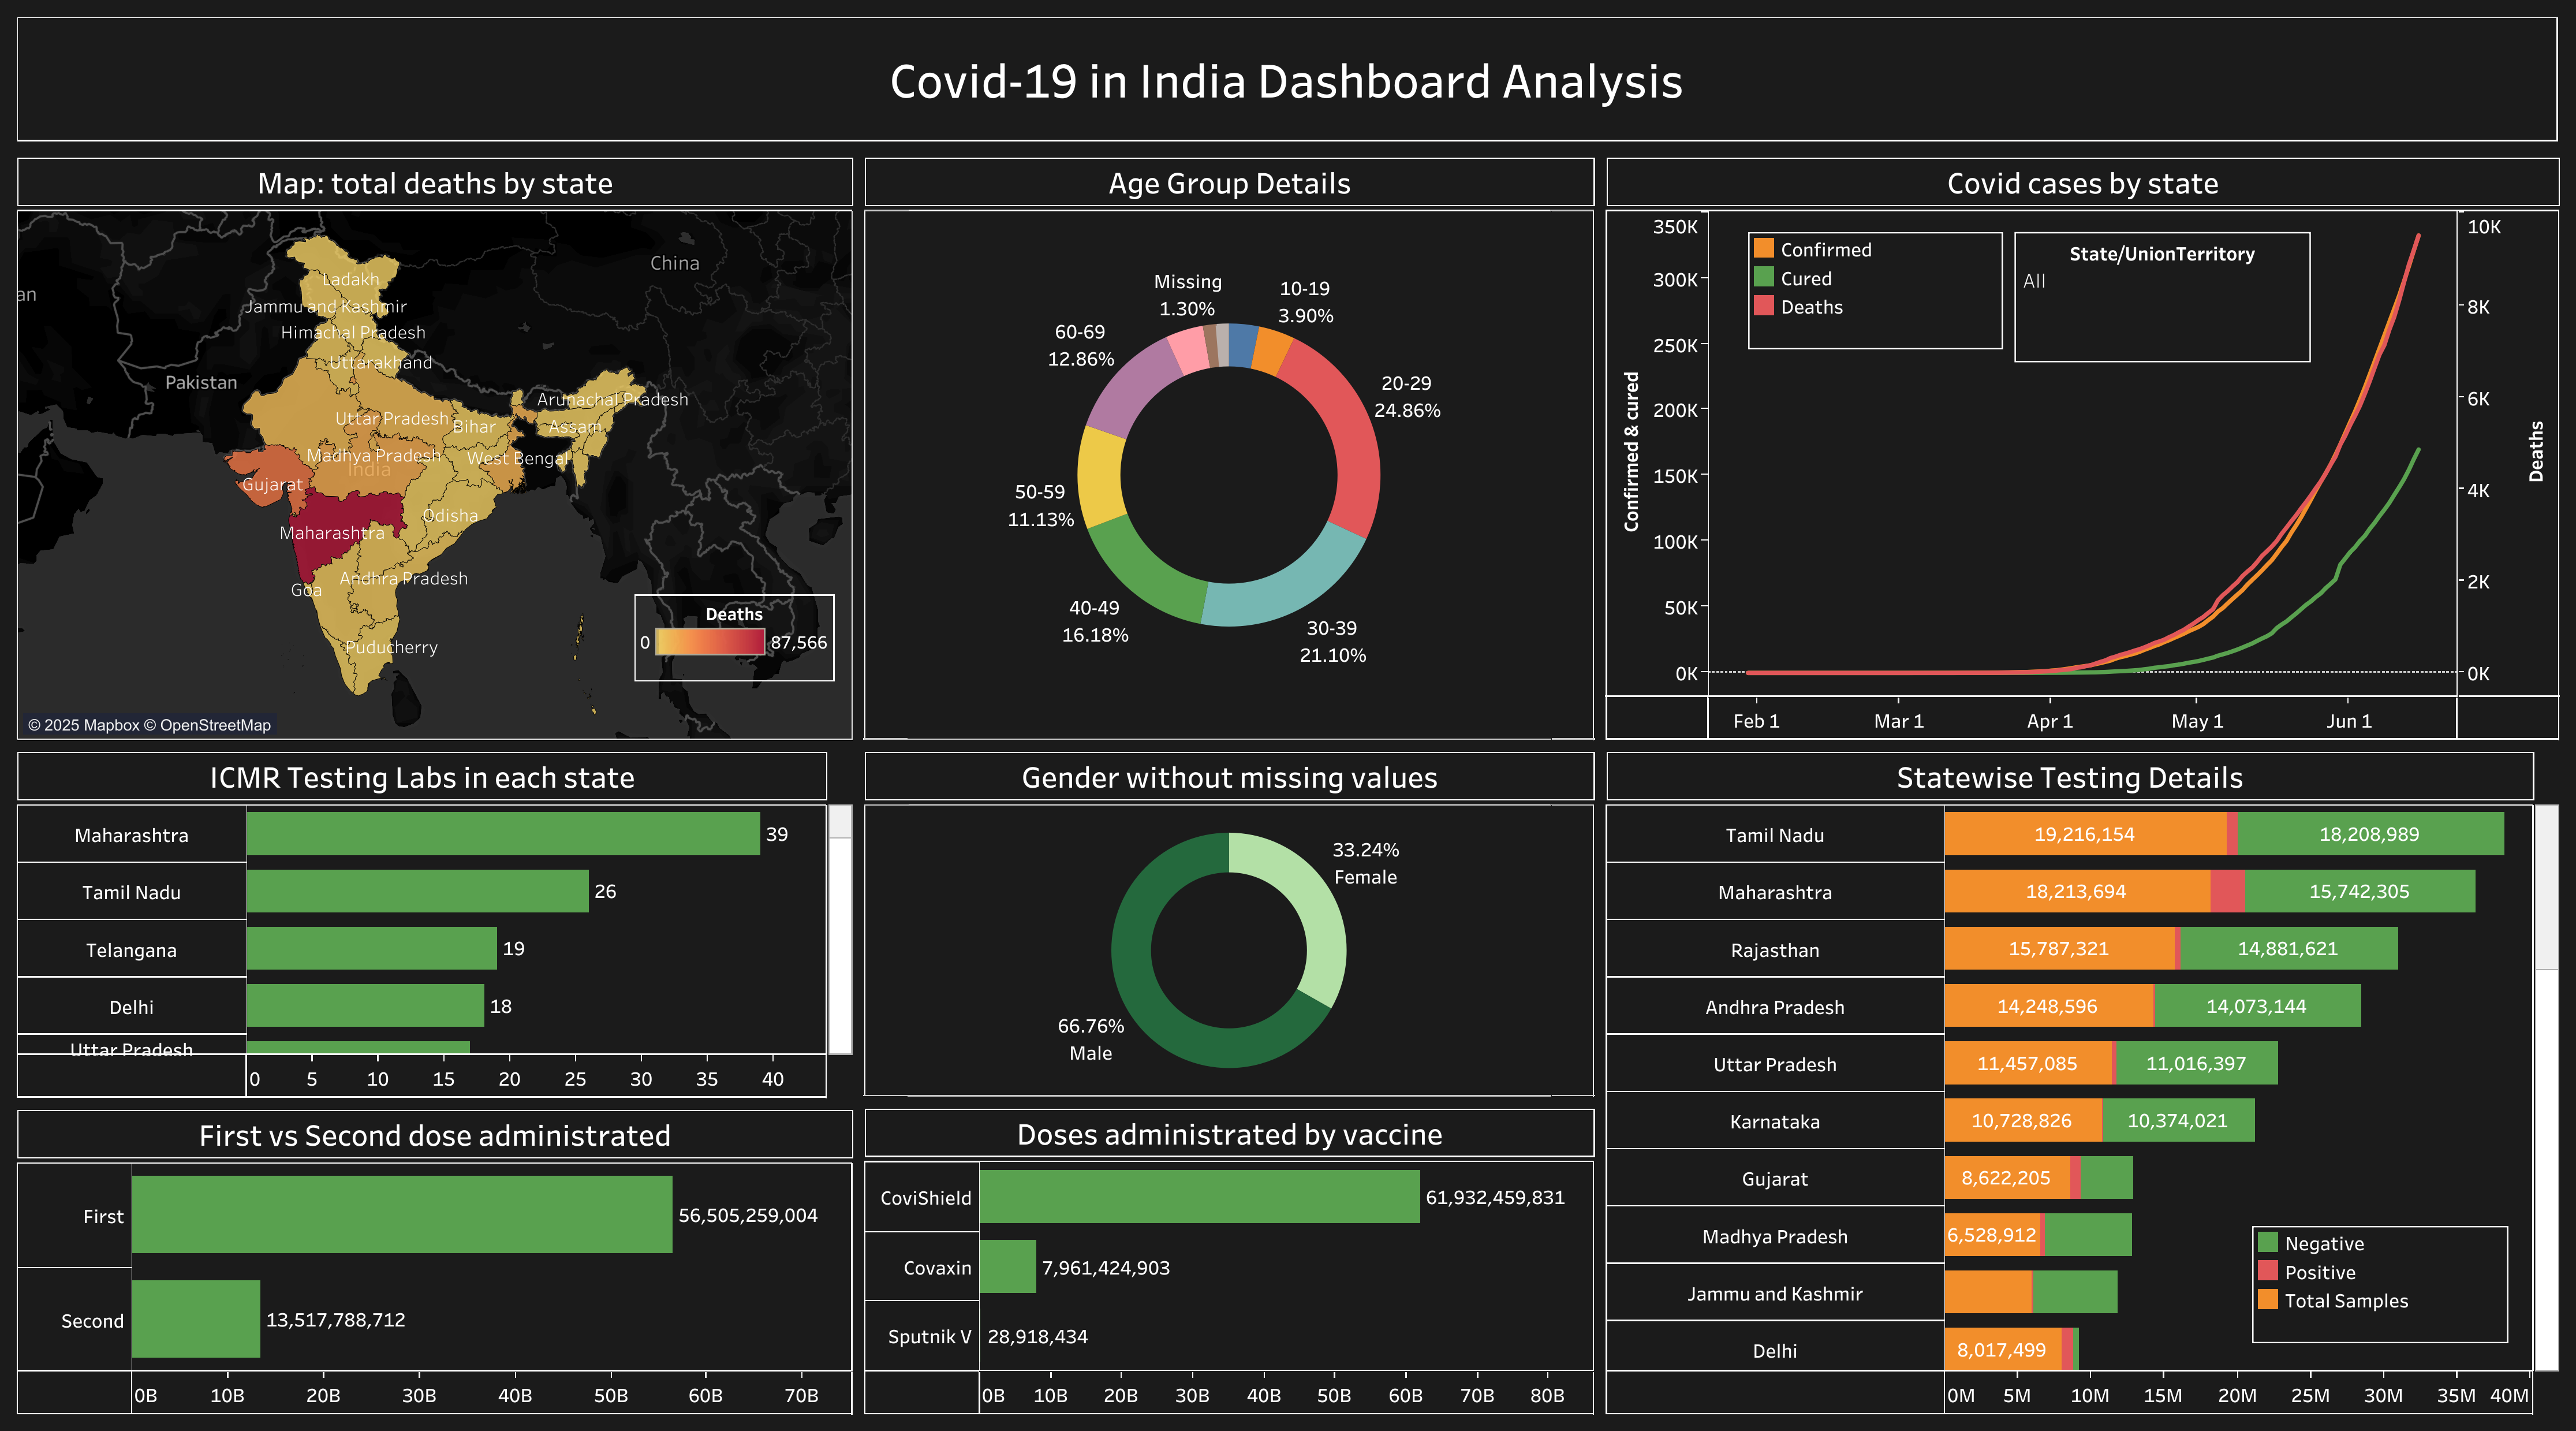 Covid-19 in India Dashboard Analysis
Map: total deaths by state
China
an
Ladakh
Jammu and Kashmir
Himachal Pradesh
Uttarakhand
Pakistan
Arunachal Pradesh
Uttar Pradesh
Bihar
Assam
Madhya Pradesh
West Bengal
India
Gujarat
Odisha
Maharashtra
Andhra Pradesh
Goa
Puducherry
Deaths
0 87,566
© 2025 Mapbox © OpenStreetMap
Age Group Details
Missing
1.30%
10-19
3.90%
60-69
12.86%
20-29
24.86%
50-59
11.13%
40-49
16.18%
30-39
21.10%
Covid cases by state
Confirmed & cured
350K
300K
250K
200K
150K
100K
50K
0K
Confirmed
Cured
Deaths
State/UnionTerritory
All
10K
8K
6K
4K
2K
0K
Deaths
Feb 1 Mar 1 Apr 1 May 1 Jun 1
ICMR Testing Labs in each state
Maharashtra 39
Tamil Nadu 26
Telangana 19
Delhi 18
Uttar Pradesh
0 5 10 15 20 25 30 35 40
Gender without missing values
33.24%
Female
66.76%
Male
Statewise Testing Details
Tamil Nadu 19,216,154 18,208,989
Maharashtra 18,213,694 15,742,305
Rajasthan 15,787,321 14,881,621
Andhra Pradesh 14,248,596 14,073,144
Uttar Pradesh 11,457,085 11,016,397
Karnataka 10,728,826 10,374,021
Gujarat 8,622,205
Madhya Pradesh 6,528,912
Jammu and Kashmir
Delhi 8,017,499
Negative
Positive
Total Samples
0M 5M 10M 15M 20M 25M 30M 35M 40M
First vs Second dose administrated
First 56,505,259,004
Second 13,517,788,712
0B 10B 20B 30B 40B 50B 60B 70B
Doses administrated by vaccine
CoviShield 61,932,459,831
Covaxin 7,961,424,903
Sputnik V 28,918,434
0B 10B 20B 30B 40B 50B 60B 70B 80B